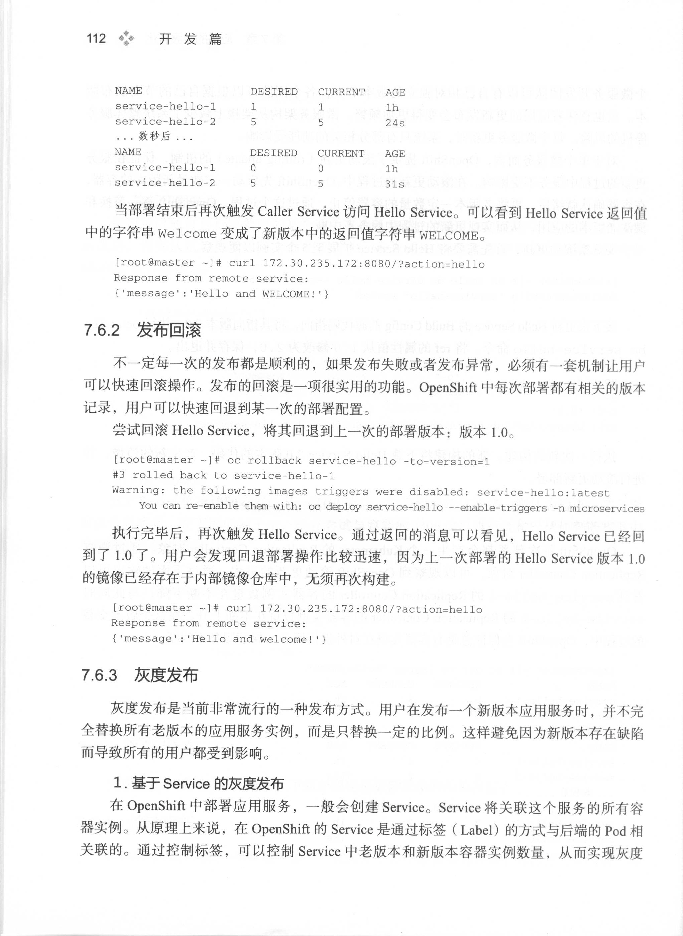 112 开 发 篇
NAME DESIRED CURRENT AGE
service-hello-1 1 1 1h
service-hello-2 5 5 24s
... 数秒后 ...
NAME DESIRED CURRENT AGE
service-hello-1 0 0 1h
service-hello-2 5 5 31s
当部署结束后再次触发 Caller Service 访问 Hello Service。可以看到 Hello Service 返回值
中的字符串 Welcome 变成了新版本中的返回值字符串 WELCOME。
[root@master ~]# curl 172.30.235.172:8080/?action=hello
Response from remote service:
{'message':'Hello and WELCOME!'}
7.6.2 发布回滚
不一定每一次的发布都是顺利的，如果发布失败或者发布异常，必须有一套机制让用户
可以快速回滚操作。发布的回滚是一项很实用的功能。OpenShift 中每次部署都有相关的版本
记录，用户可以快速回退到某一次的部署配置。
尝试回滚 Hello Service，将其回退到上一次的部署版本：版本 1.0。
[root@master ~]# oc rollback service-hello -to-version=1
#3 rolled back to service-hello-1
Warning: the following images triggers were disabled: service-hello:latest
You can re-enable them with: oc deploy service-hello --enable-triggers -n microservices
执行完毕后，再次触发 Hello Service。通过返回的消息可以看见，Hello Service 已经回
到了 1.0 了。用户会发现回退部署操作比较迅速，因为上一次部署的 Hello Service 版本 1.0
的镜像已经存在于内部镜像仓库中，无须再次构建。
[root@master ~]# curl 172.30.235.172:8080/?action=hello
Response from remote service:
{'message':'Hello and welcome!'}
7.6.3 灰度发布
灰度发布是当前非常流行的一种发布方式。用户在发布一个新版本应用服务时，并不完
全替换所有老版本的应用服务实例，而是只替换一定的比例。这样避免因为新版本存在缺陷
而导致所有的用户都受到影响。
1. 基于 Service 的灰度发布
在 OpenShift 中部署应用服务，一般会创建 Service。Service 将关联这个服务的所有容
器实例。从原理上来说，在 OpenShift 的 Service 是通过标签（Label）的方式与后端的 Pod 相
关联的。通过控制标签，可以控制 Service 中老版本和新版本容器实例数量，从而实现灰度